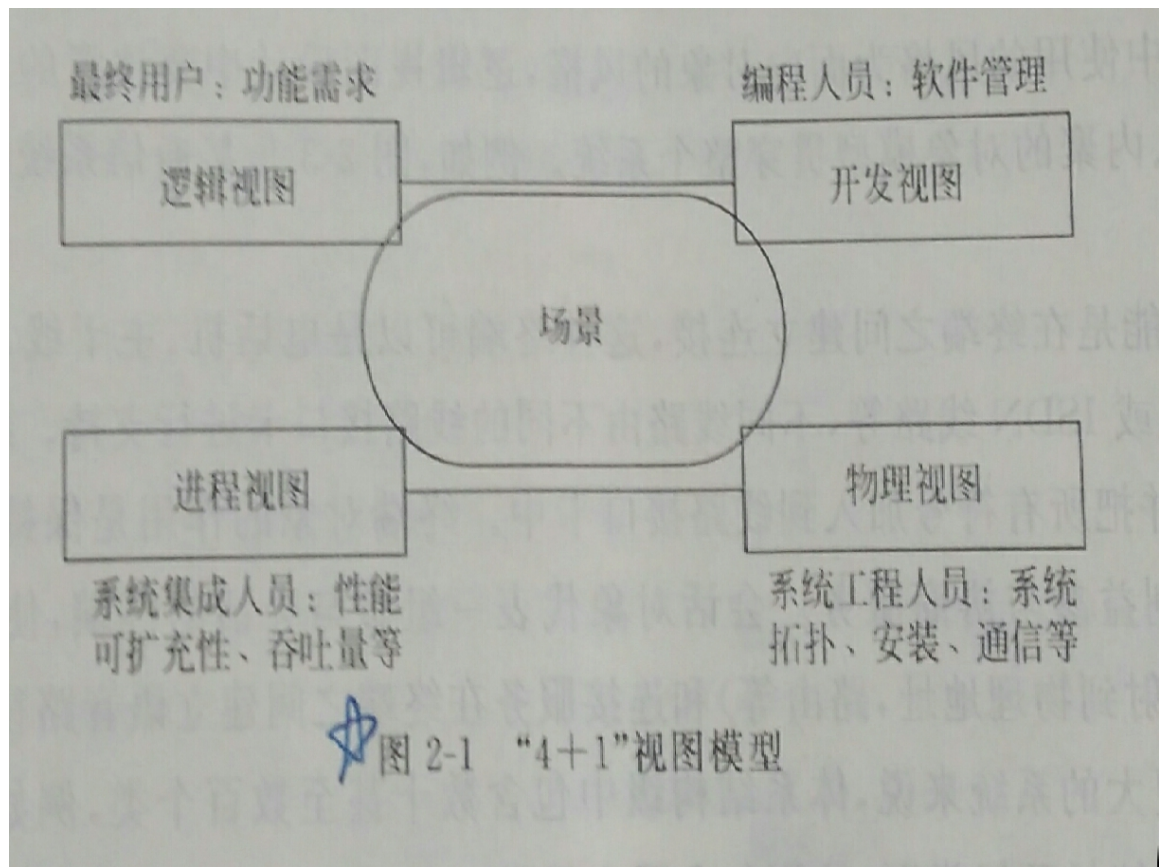 最终用户：功能需求
编程人员：软件管理
逻辑视图
开发视图
场景
进程视图
物理视图
系统集成人员：性能
可扩充性、吞吐量等
系统工程人员：系统
拓扑、安装、通信等
图 2-1 “4+1”视图模型